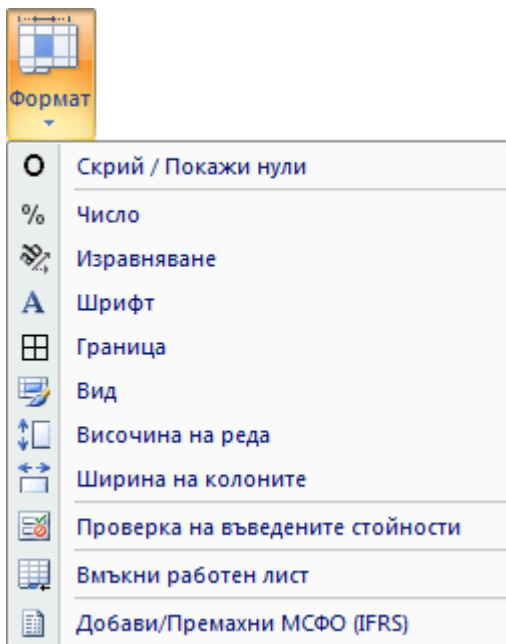 Формат
Скрий / Покажи нули
Число
Изравняване
Шрифт
Граница
Вид
Височина на реда
Ширина на колоните
Проверка на въведените стойности
Вмъкни работен лист
Добави/Премахни МСФО (IFRS)